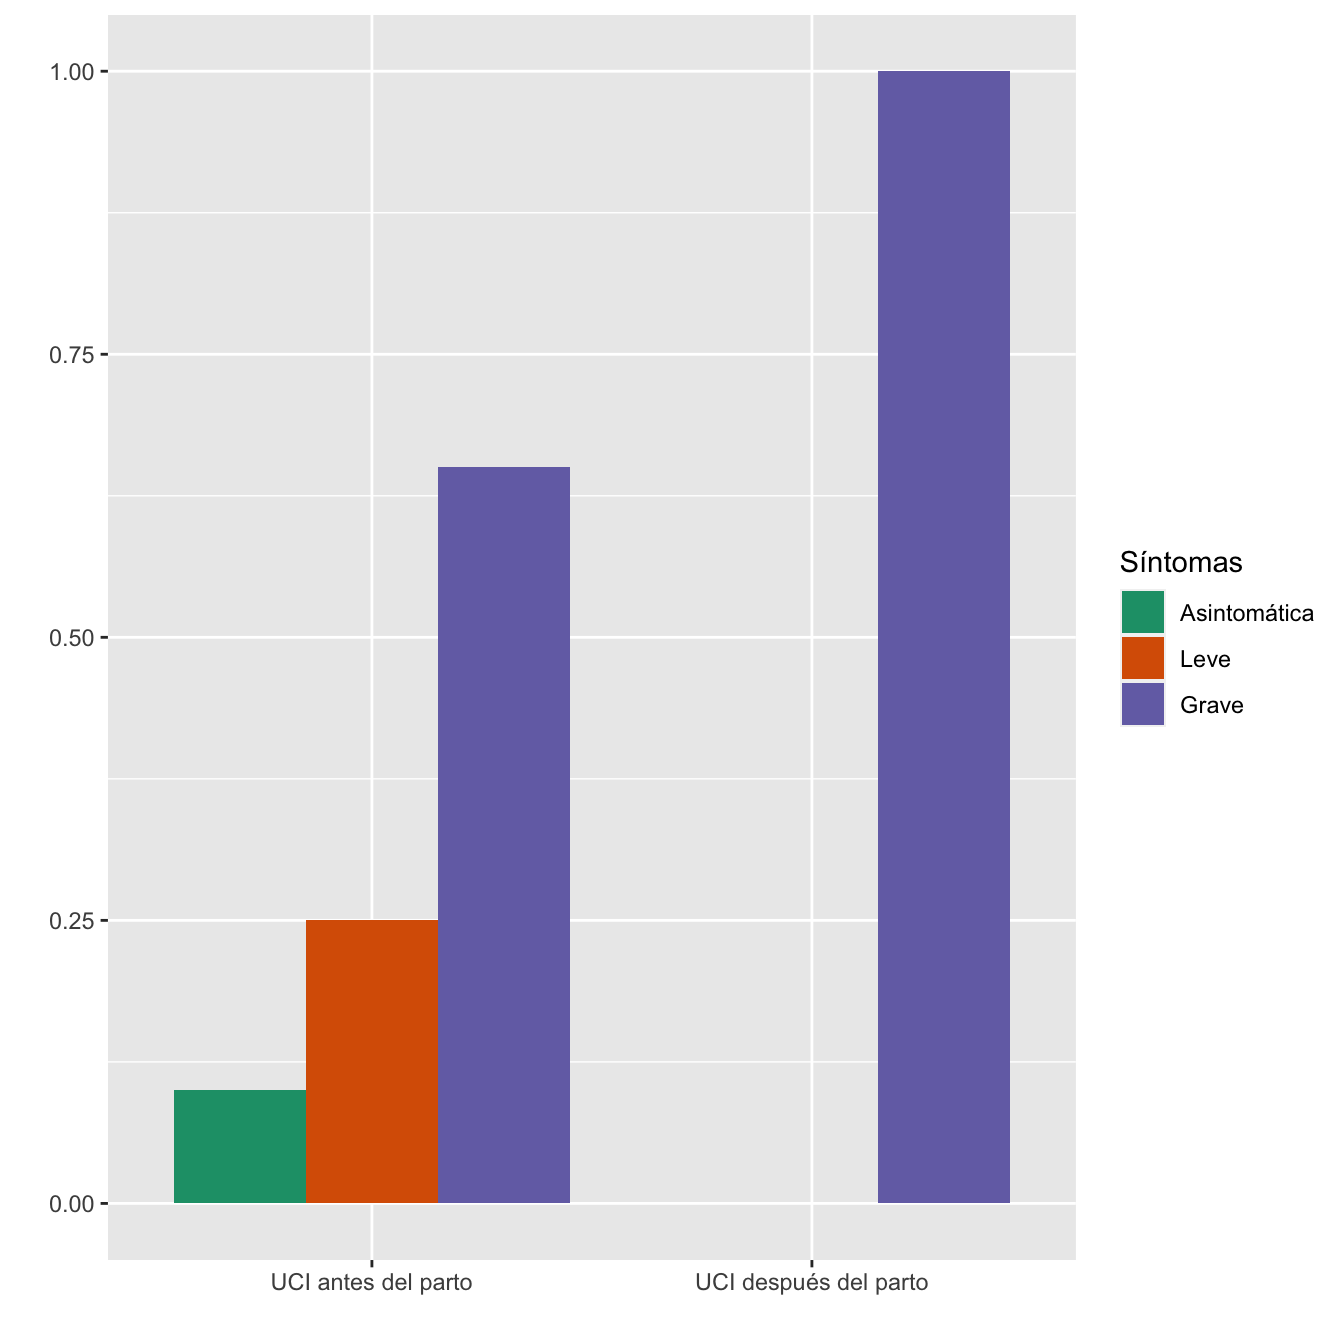 1.00
0.75
0.50
0.25
0.00
UCI antes del parto
UCI después del parto
Síntomas
Asintomática
Leve
Grave